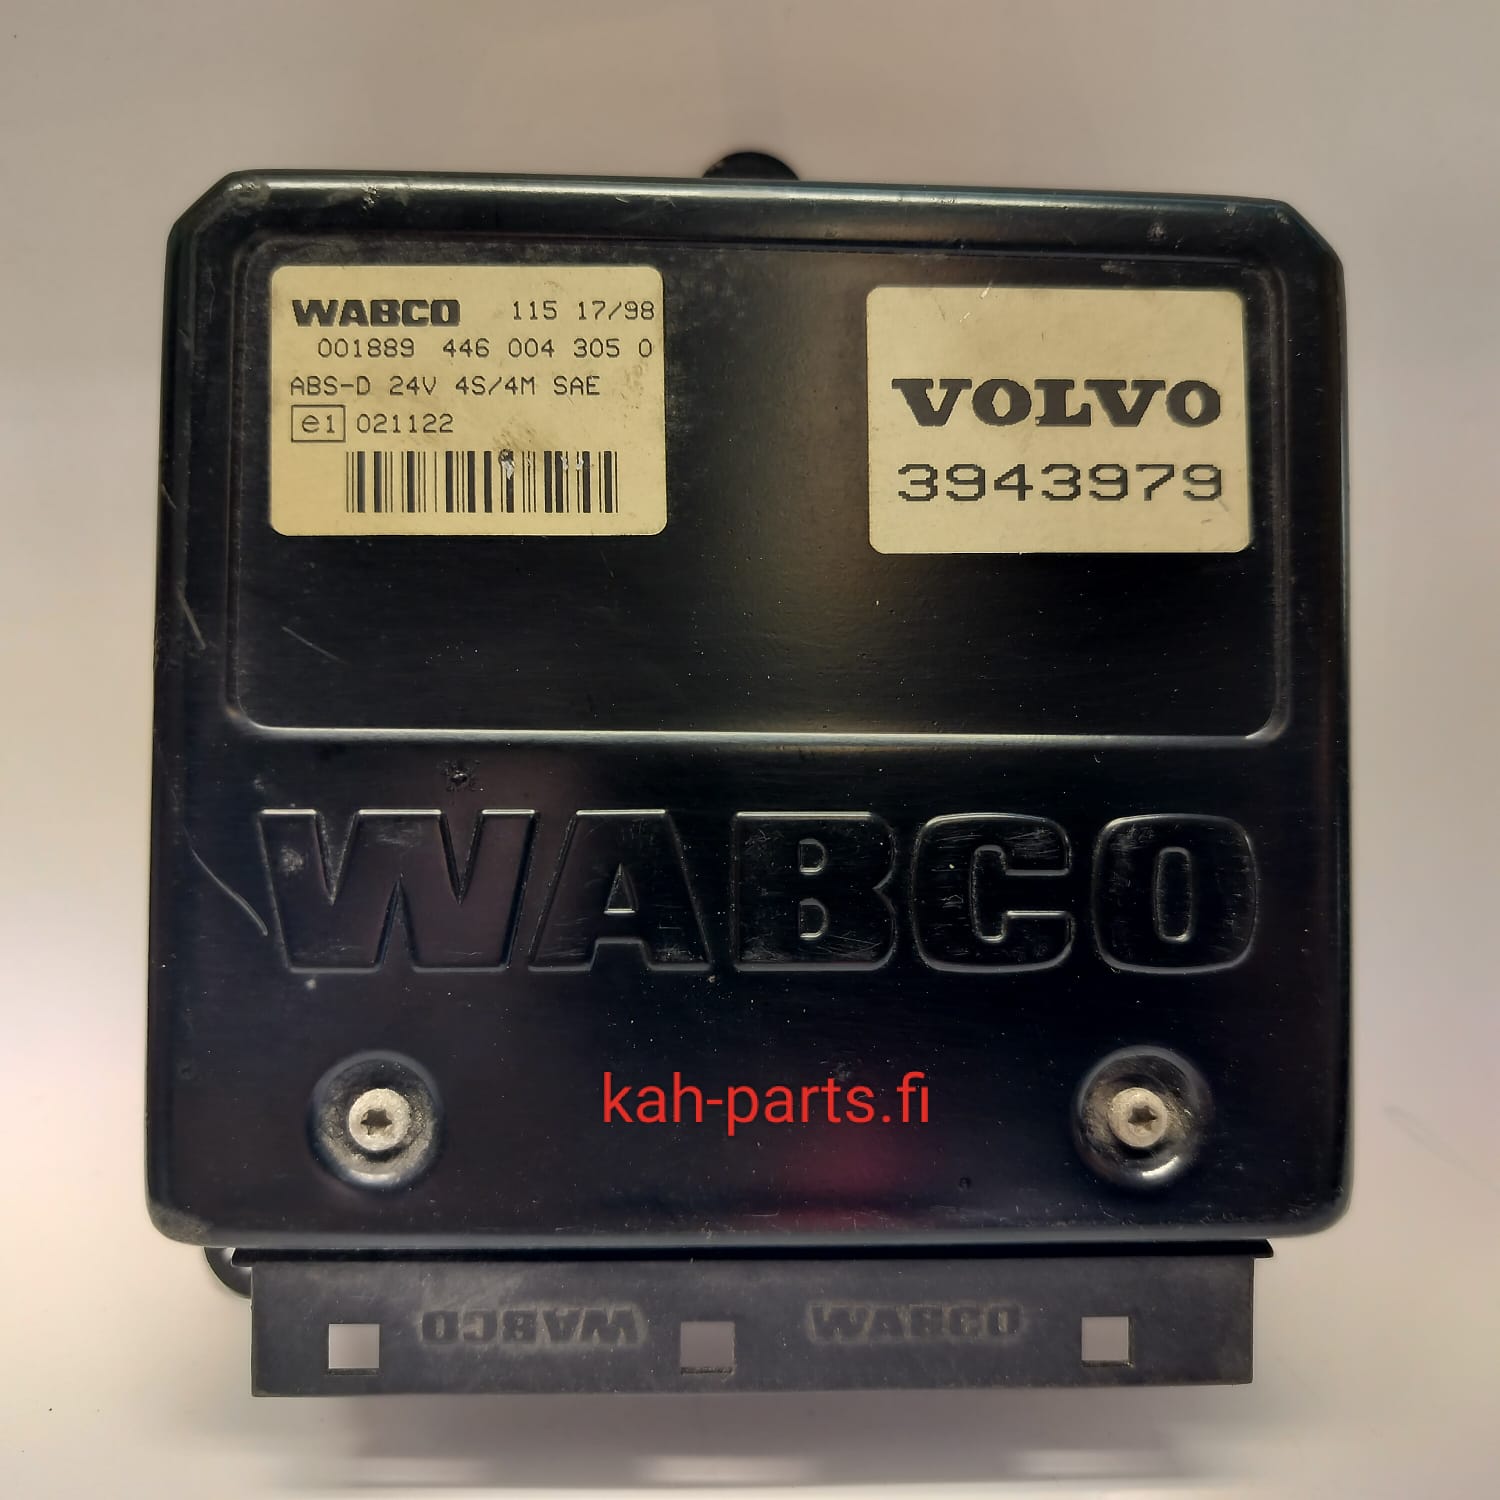 WABCO 115 17/98
001889 446 004 305 0
ABS-D 24V 4S/4M SAE
e1 021122
VOLVO
3943979
WABCO
kah-parts.fi
WABCO WABCO